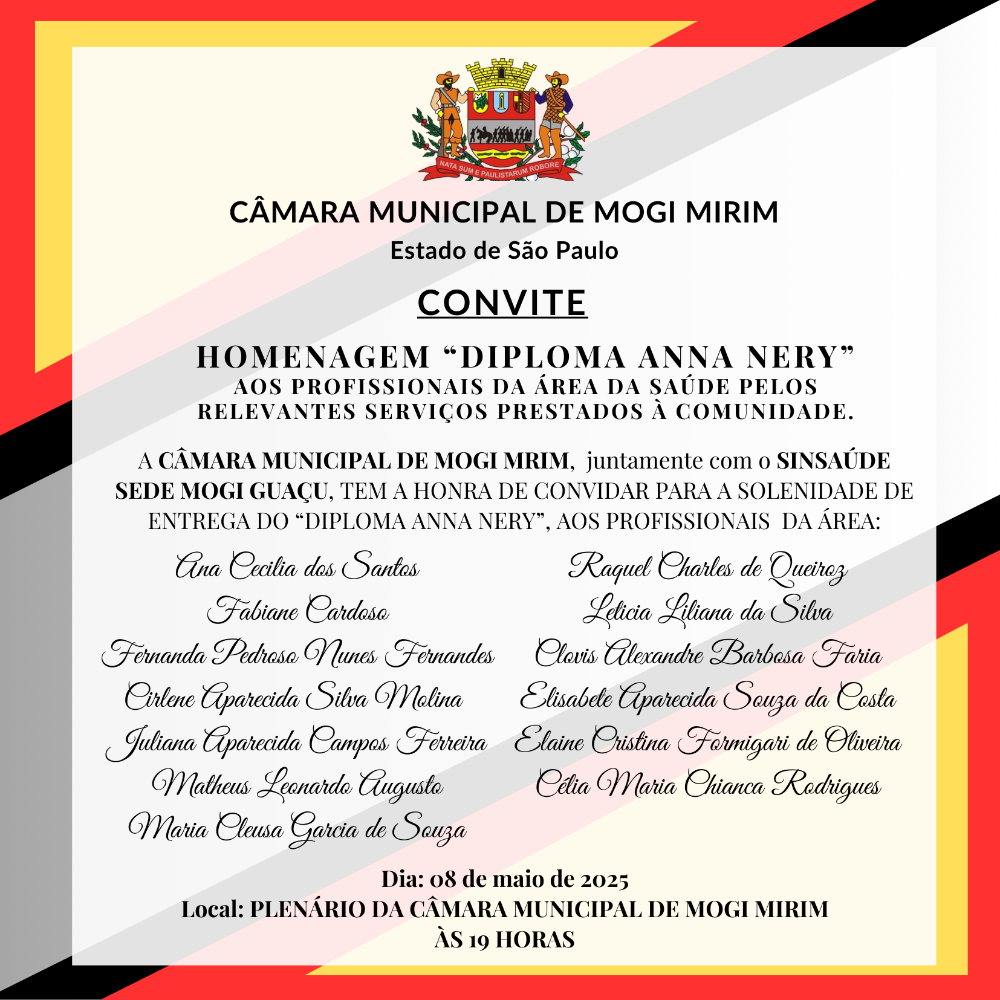 NATA SUM E PAULISTARUM ROBORE
CÂMARA MUNICIPAL DE MOGI MIRIM
Estado de São Paulo
CONVITE
HOMENAGEM “DIPLOMA ANNA NERY”
AOS PROFISSIONAIS DA ÁREA DA SAÚDE PELOS
RELEVANTES SERVIÇOS PRESTADOS À COMUNIDADE.
A CÂMARA MUNICIPAL DE MOGI MRIM, juntamente com o SINSAÚDE
SEDE MOGI GUAÇU, TEM A HONRA DE CONVIDAR PARA A SOLENIDADE DE
ENTREGA DO “DIPLOMA ANNA NERY”, AOS PROFISSIONAIS DA ÁREA:
Ana Cecilia dos Santos
Fabiane Cardoso
Fernanda Pedroso Nunes Fernandes
Cirlene Aparecida Silva Molina
Juliana Aparecida Campos Ferreira
Matheus Leonardo Augusto
Maria Cleusa Garcia de Souza
Raquel Charles de Queiroz
Leticia Liliana da Silva
Clovis Alexandre Barbosa Faria
Elisabete Aparecida Souza da Costa
Elaine Cristina Formigari de Oliveira
Célia Maria Chianca Rodrigues
Dia: 08 de maio de 2025
Local: PLENÁRIO DA CÂMARA MUNICIPAL DE MOGI MIRIM
ÀS 19 HORAS